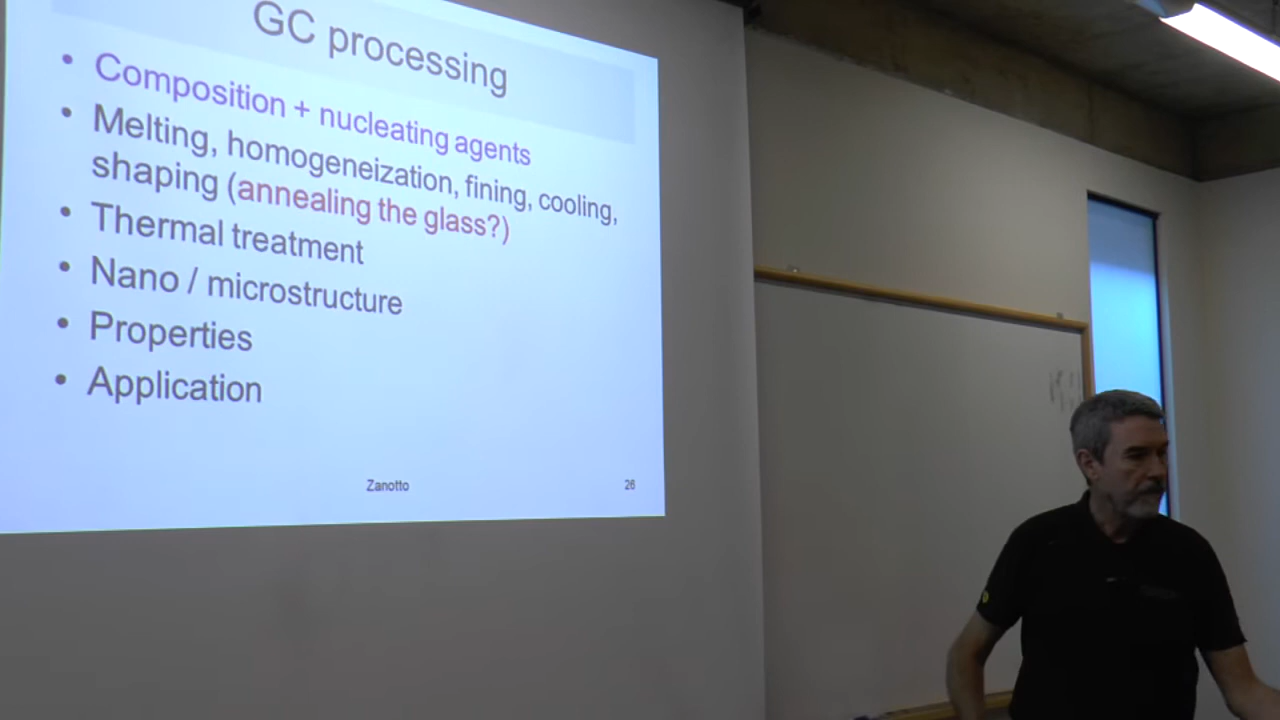 GC processing
• Composition + nucleating agents
• Melting, homogeneization, fining, cooling,
shaping (annealing the glass?)
• Thermal treatment
• Nano / microstructure
• Properties
• Application
Zanotto
26